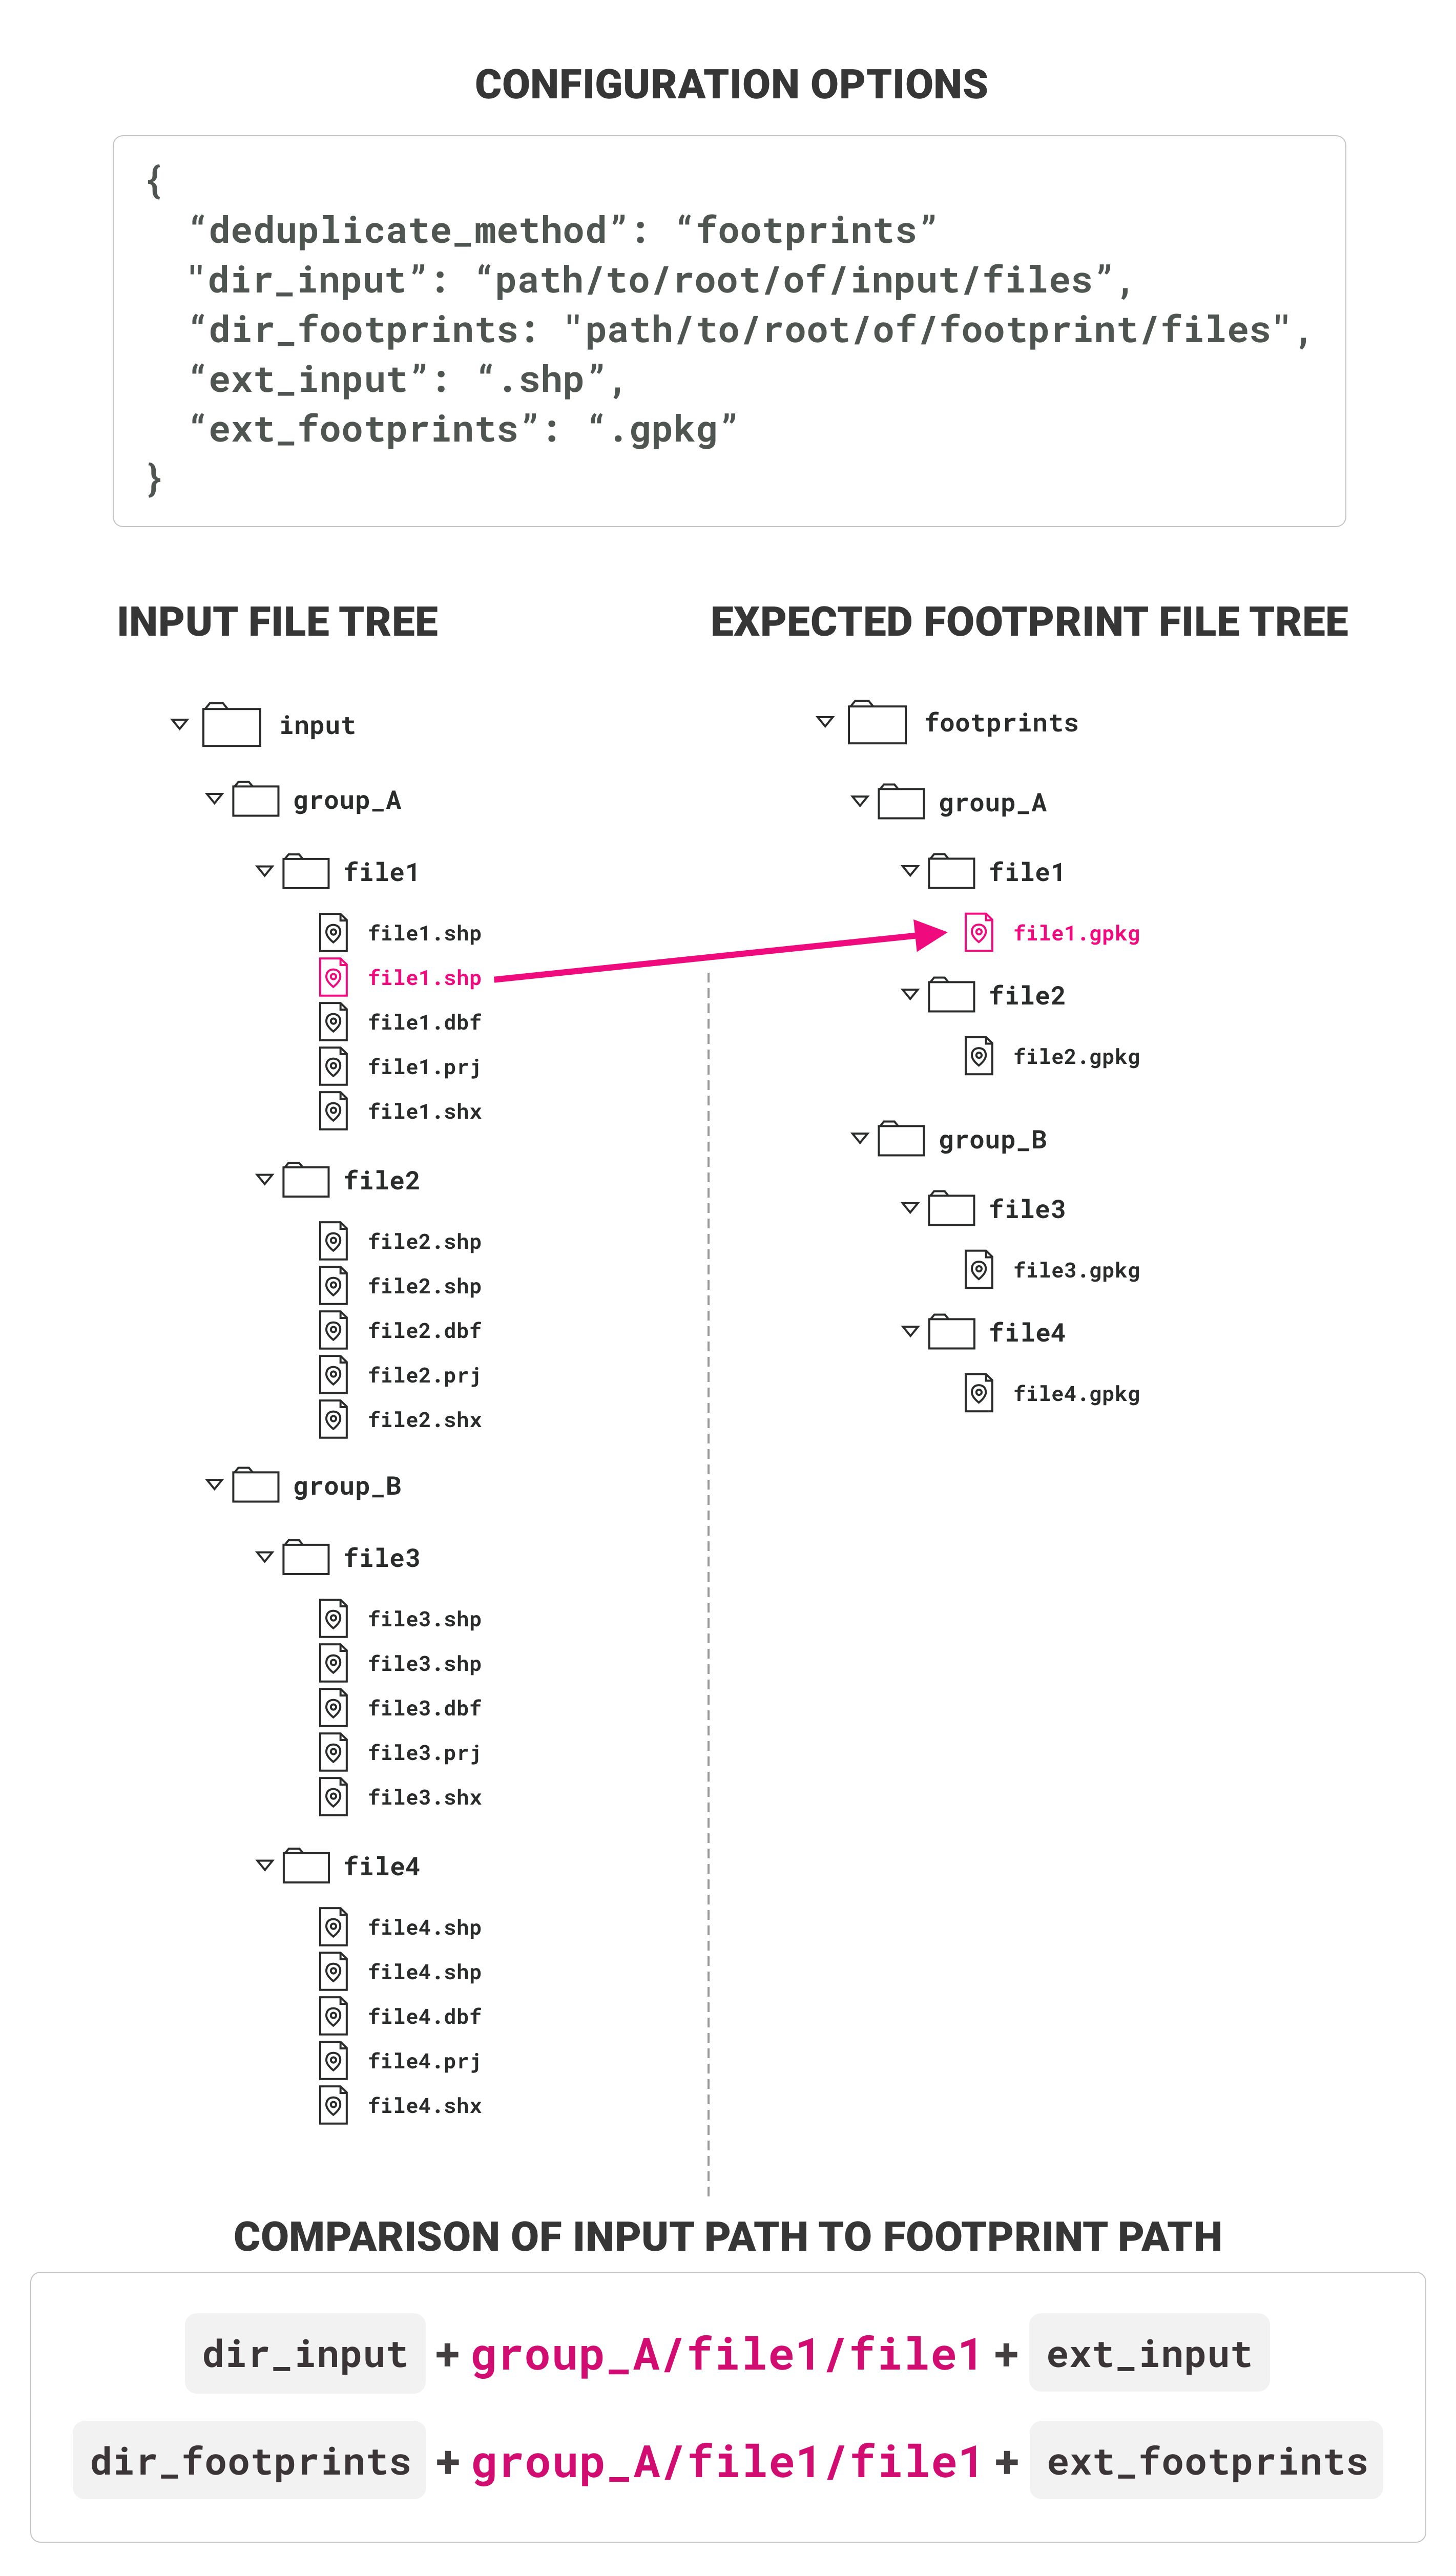 CONFIGURATION OPTIONS
{
“deduplicate_method”: “footprints”
"dir_input”: “path/to/root/of/input/files”,
“dir_footprints: "path/to/root/of/footprint/files",
“ext_input”: “.shp”,
“ext_footprints”: “.gpkg”
}
INPUT FILE TREE
input
group_A
file1
file1.shp
file1.shp
file1.dbf
file1.prj
file1.shx
file2
file2.shp
file2.shp
file2.dbf
file2.prj
file2.shx
group_B
file3
file3.shp
file3.shp
file3.dbf
file3.prj
file3.shx
file4
file4.shp
file4.shp
file4.dbf
file4.prj
file4.shx
EXPECTED FOOTPRINT FILE TREE
footprints
group_A
file1
file1.gpkg
file2
file2.gpkg
group_B
file3
file3.gpkg
file4
file4.gpkg
COMPARISON OF INPUT PATH TO FOOTPRINT PATH
dir_input + group_A/file1/file1 + ext_input
dir_footprints + group_A/file1/file1 + ext_footprints